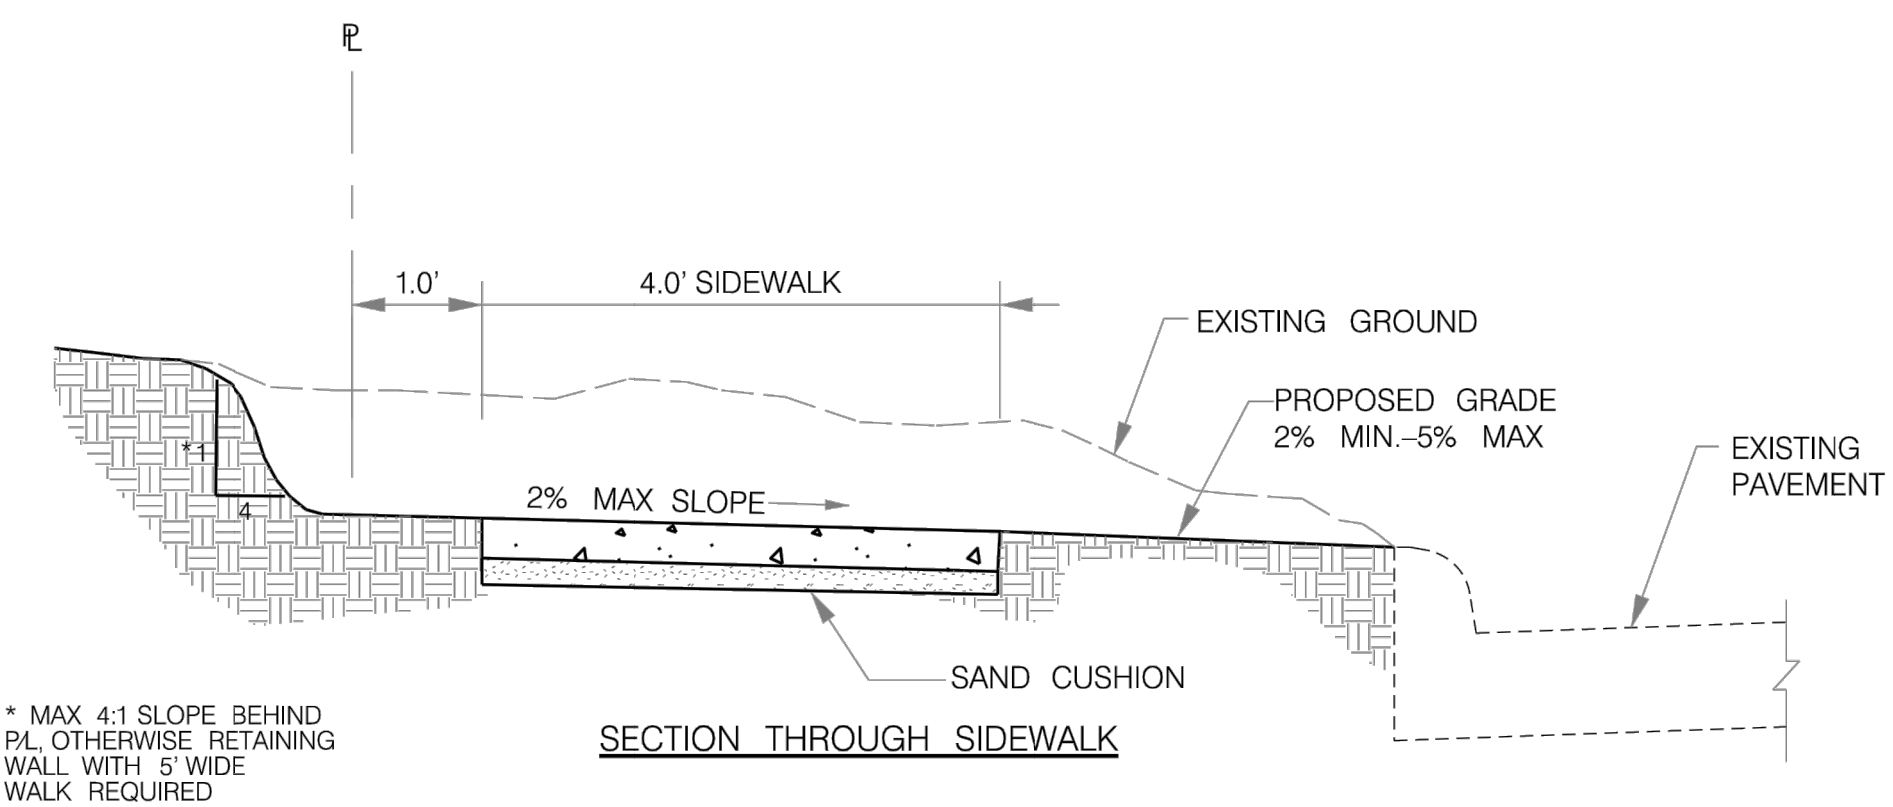 ℄
1.0'
4.0' SIDEWALK
EXISTING GROUND
PROPOSED GRADE
2% MIN.–5% MAX
EXISTING
PAVEMENT
*1
4
2% MAX SLOPE
SAND CUSHION
* MAX 4:1 SLOPE BEHIND
P/L, OTHERWISE RETAINING
WALL WITH 5' WIDE
WALK REQUIRED
SECTION THROUGH SIDEWALK